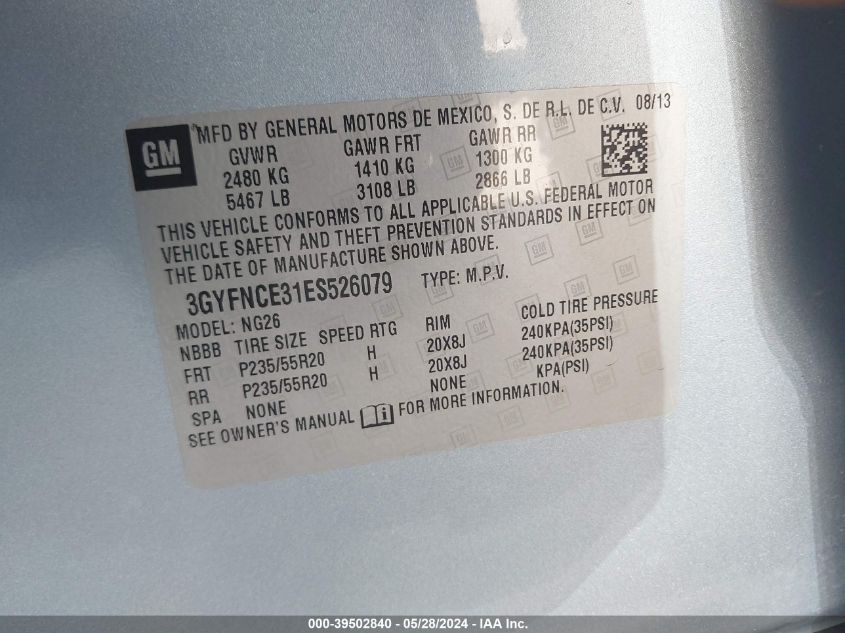 GM
MFD BY GENERAL MOTORS DE MEXICO, S. DE R.L. DE C.V. 08/13
GVWR GAWR FRT GAWR RR
2480 KG 1410 KG 1300 KG
5467 LB 3108 LB 2866 LB
THIS VEHICLE CONFORMS TO ALL APPLICABLE U.S. FEDERAL MOTOR
VEHICLE SAFETY AND THEFT PREVENTION STANDARDS IN EFFECT ON
THE DATE OF MANUFACTURE SHOWN ABOVE.
3GYFNCE31ES526079 TYPE: M.P.V.
MODEL: NG26
NBBB TIRE SIZE SPEED RTG RIM COLD TIRE PRESSURE
FRT P235/55R20 H 20X8J 240KPA(35PSI)
RR P235/55R20 H 20X8J 240KPA(35PSI)
SPA NONE NONE KPA(PSI)
SEE OWNER'S MANUAL FOR MORE INFORMATION.
000-39502840 - 05/28/2024 - IAA Inc.